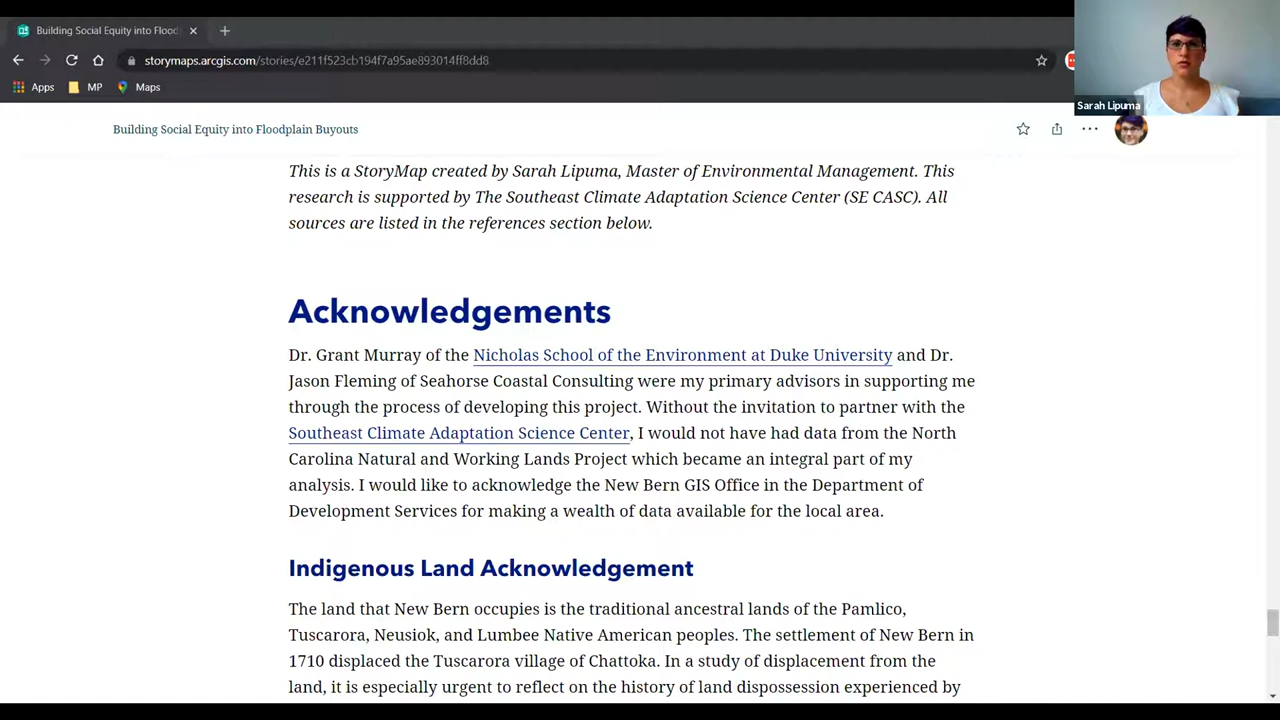 Building Social Equity into Flood
storymaps.arcgis.com/stories/e211f523cb194f7a95ae893014ff8dd8
Apps MP Maps
Sarah Lipuma
Building Social Equity into Floodplain Buyouts
This is a StoryMap created by Sarah Lipuma, Master of Environmental Management. This
research is supported by The Southeast Climate Adaptation Science Center (SE CASC). All
sources are listed in the references section below.
Acknowledgements
Dr. Grant Murray of the Nicholas School of the Environment at Duke University and Dr.
Jason Fleming of Seahorse Coastal Consulting were my primary advisors in supporting me
through the process of developing this project. Without the invitation to partner with the
Southeast Climate Adaptation Science Center, I would not have had data from the North
Carolina Natural and Working Lands Project which became an integral part of my
analysis. I would like to acknowledge the New Bern GIS Office in the Department of
Development Services for making a wealth of data available for the local area.
Indigenous Land Acknowledgement
The land that New Bern occupies is the traditional ancestral lands of the Pamlico,
Tuscarora, Neusiok, and Lumbee Native American peoples. The settlement of New Bern in
1710 displaced the Tuscarora village of Chattoka. In a study of displacement from the
land, it is especially urgent to reflect on the history of land dispossession experienced by